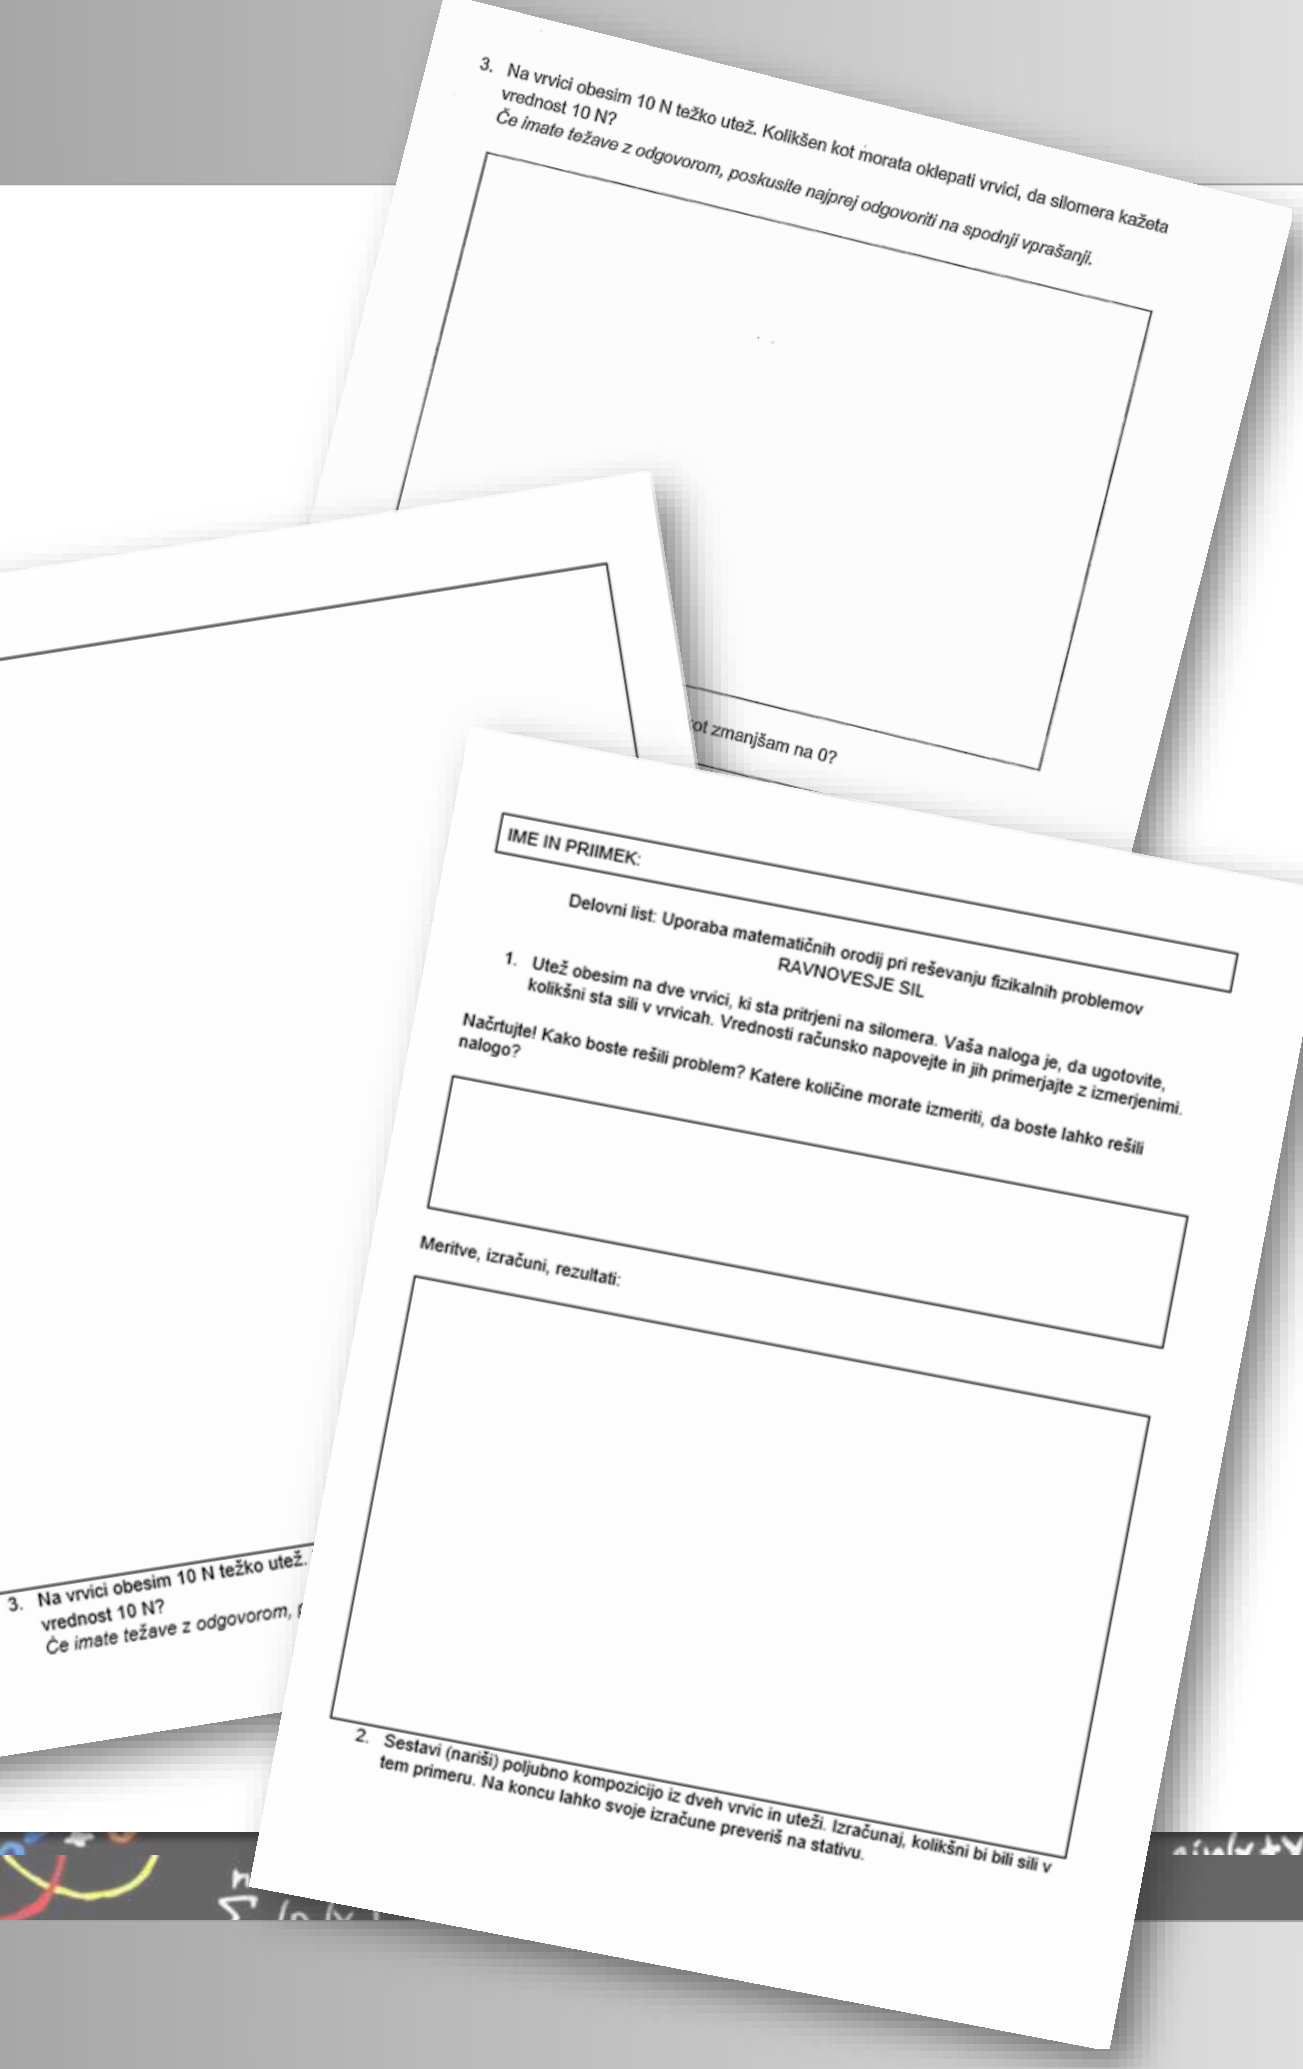 3. Na vrvici obesim 10 N težko utež. Kolikšen kot morata oklepati vrvici, da silomera kažeta
vrednost 10 N?
Če imate težave z odgovorom, poskusite najprej odgovoriti na spodnji vprašanji.
zmanjšam na 0?
3. Na vrvici obesim 10 N težko utež.
vrednost 10 N?
Če imate težave z odgovorom,
IME IN PRIIMEK:
Delovni list: Uporaba matematičnih orodij pri reševanju fizikalnih problemov
RAVNOVESJE SIL
1. Utež obesim na dve vrvici, ki sta pritrjeni na silomera. Vaša naloga je, da ugotovite,
kolikšni sta sili v vrvicah. Vrednosti računsko napovejte in jih primerjajte z izmerjenimi.
Načrtujte! Kako boste rešili problem? Katere količine morate izmeriti, da boste lahko rešili
nalogo?
Meritve, izračuni, rezultati:
2. Sestavi (nariši) poljubno kompozicijo iz dveh vrvic in uteži. Izračunaj, kolikšni bi bili sili v
tem primeru. Na koncu lahko svoje izračune preveriš na stativu.